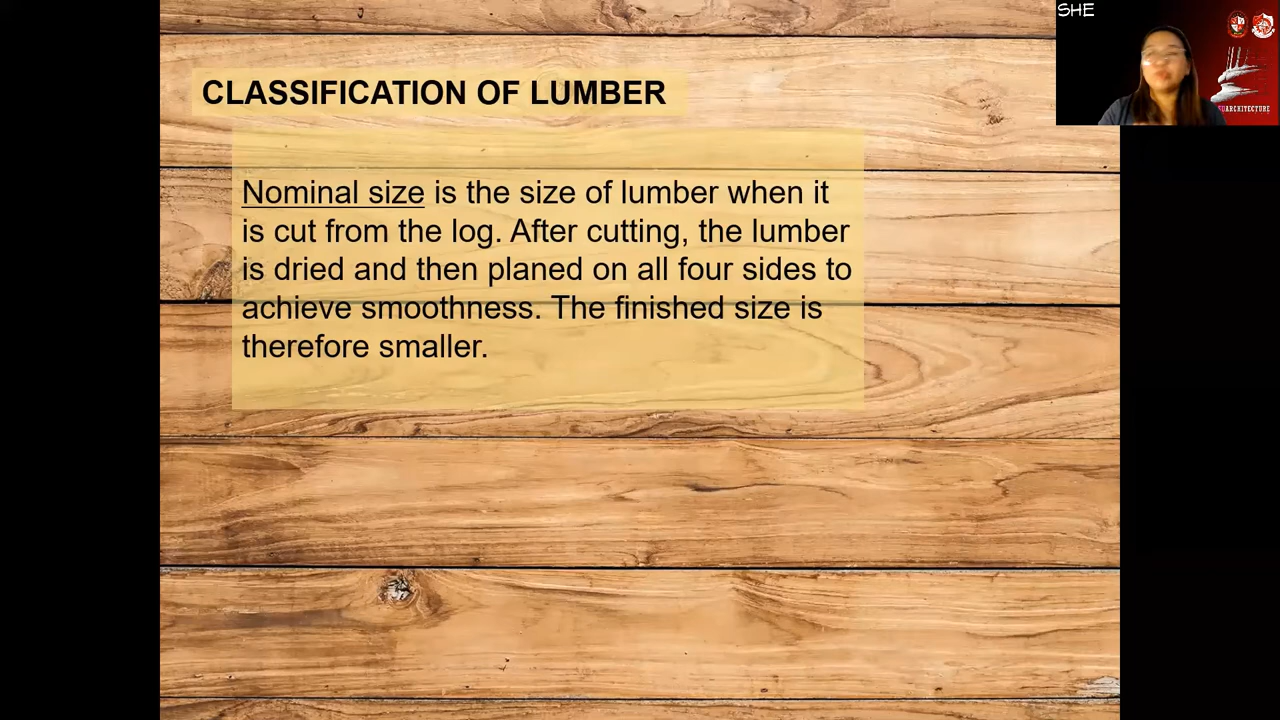 SHE
CLASSIFICATION OF LUMBER
Nominal size is the size of lumber when it
is cut from the log. After cutting, the lumber
is dried and then planed on all four sides to
achieve smoothness. The finished size is
therefore smaller.